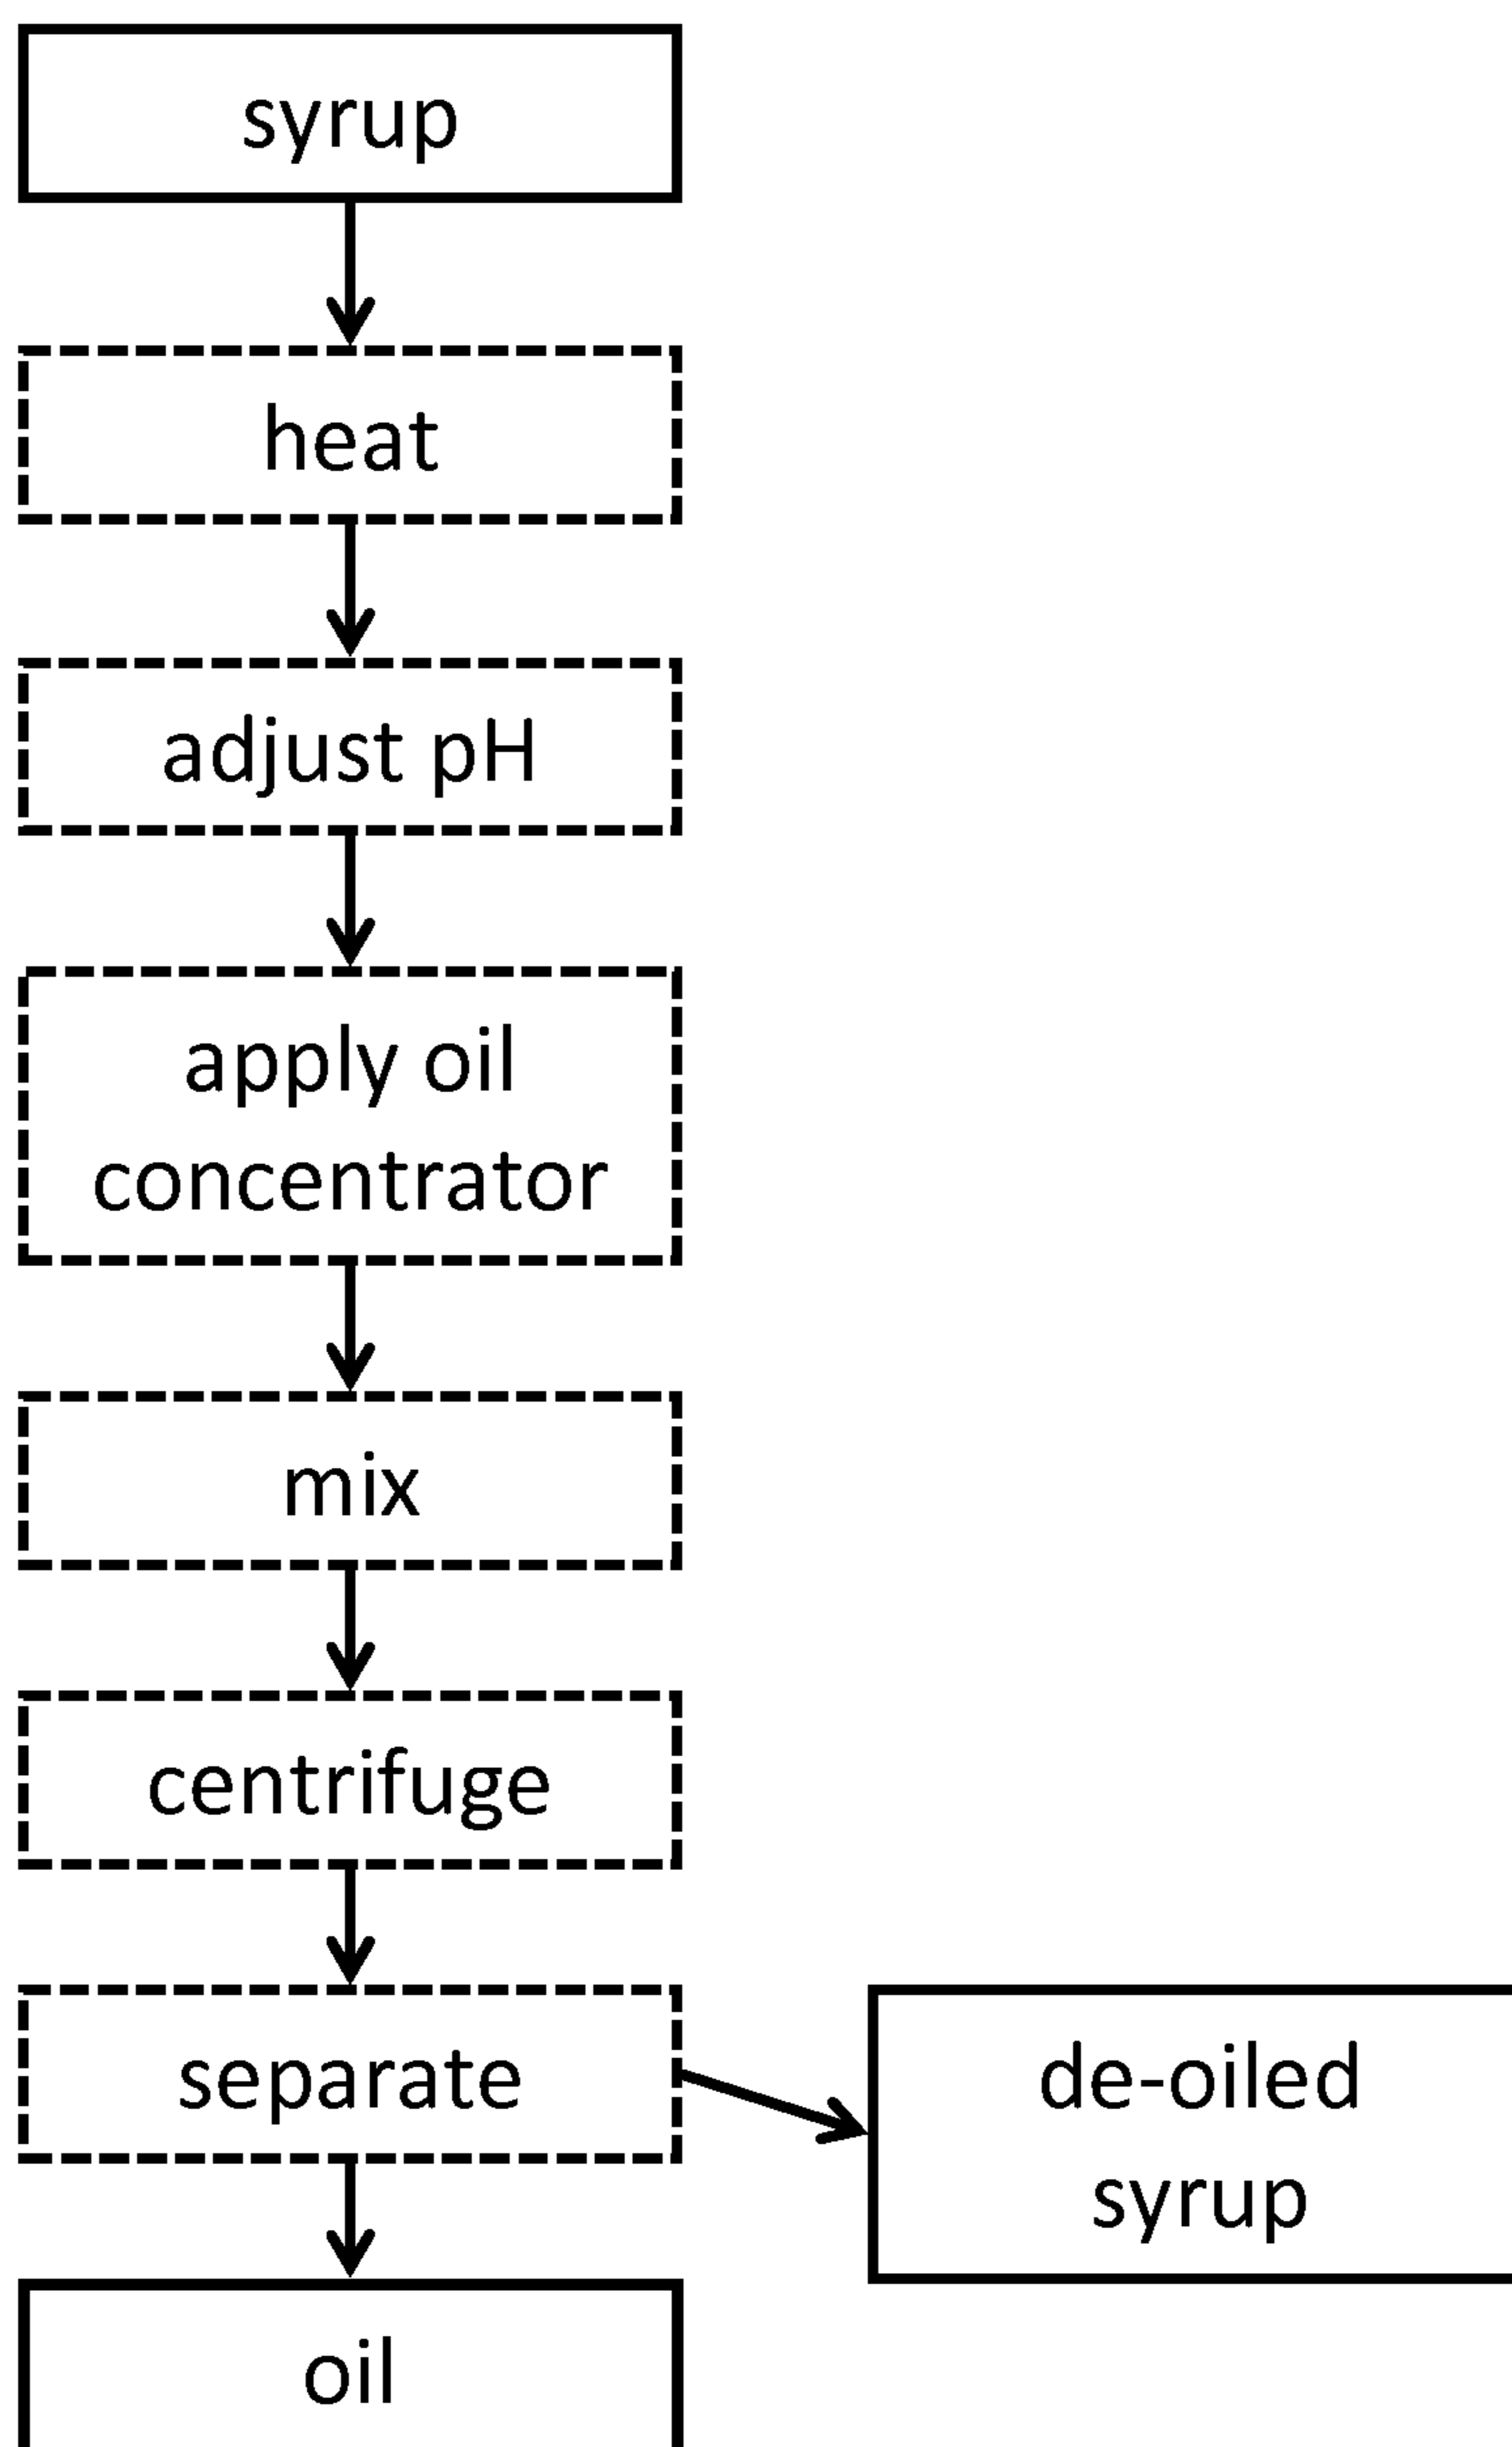 syrup
heat
adjust pH
apply oil
concentrator
mix
centrifuge
separate
de-oiled
syrup
oil